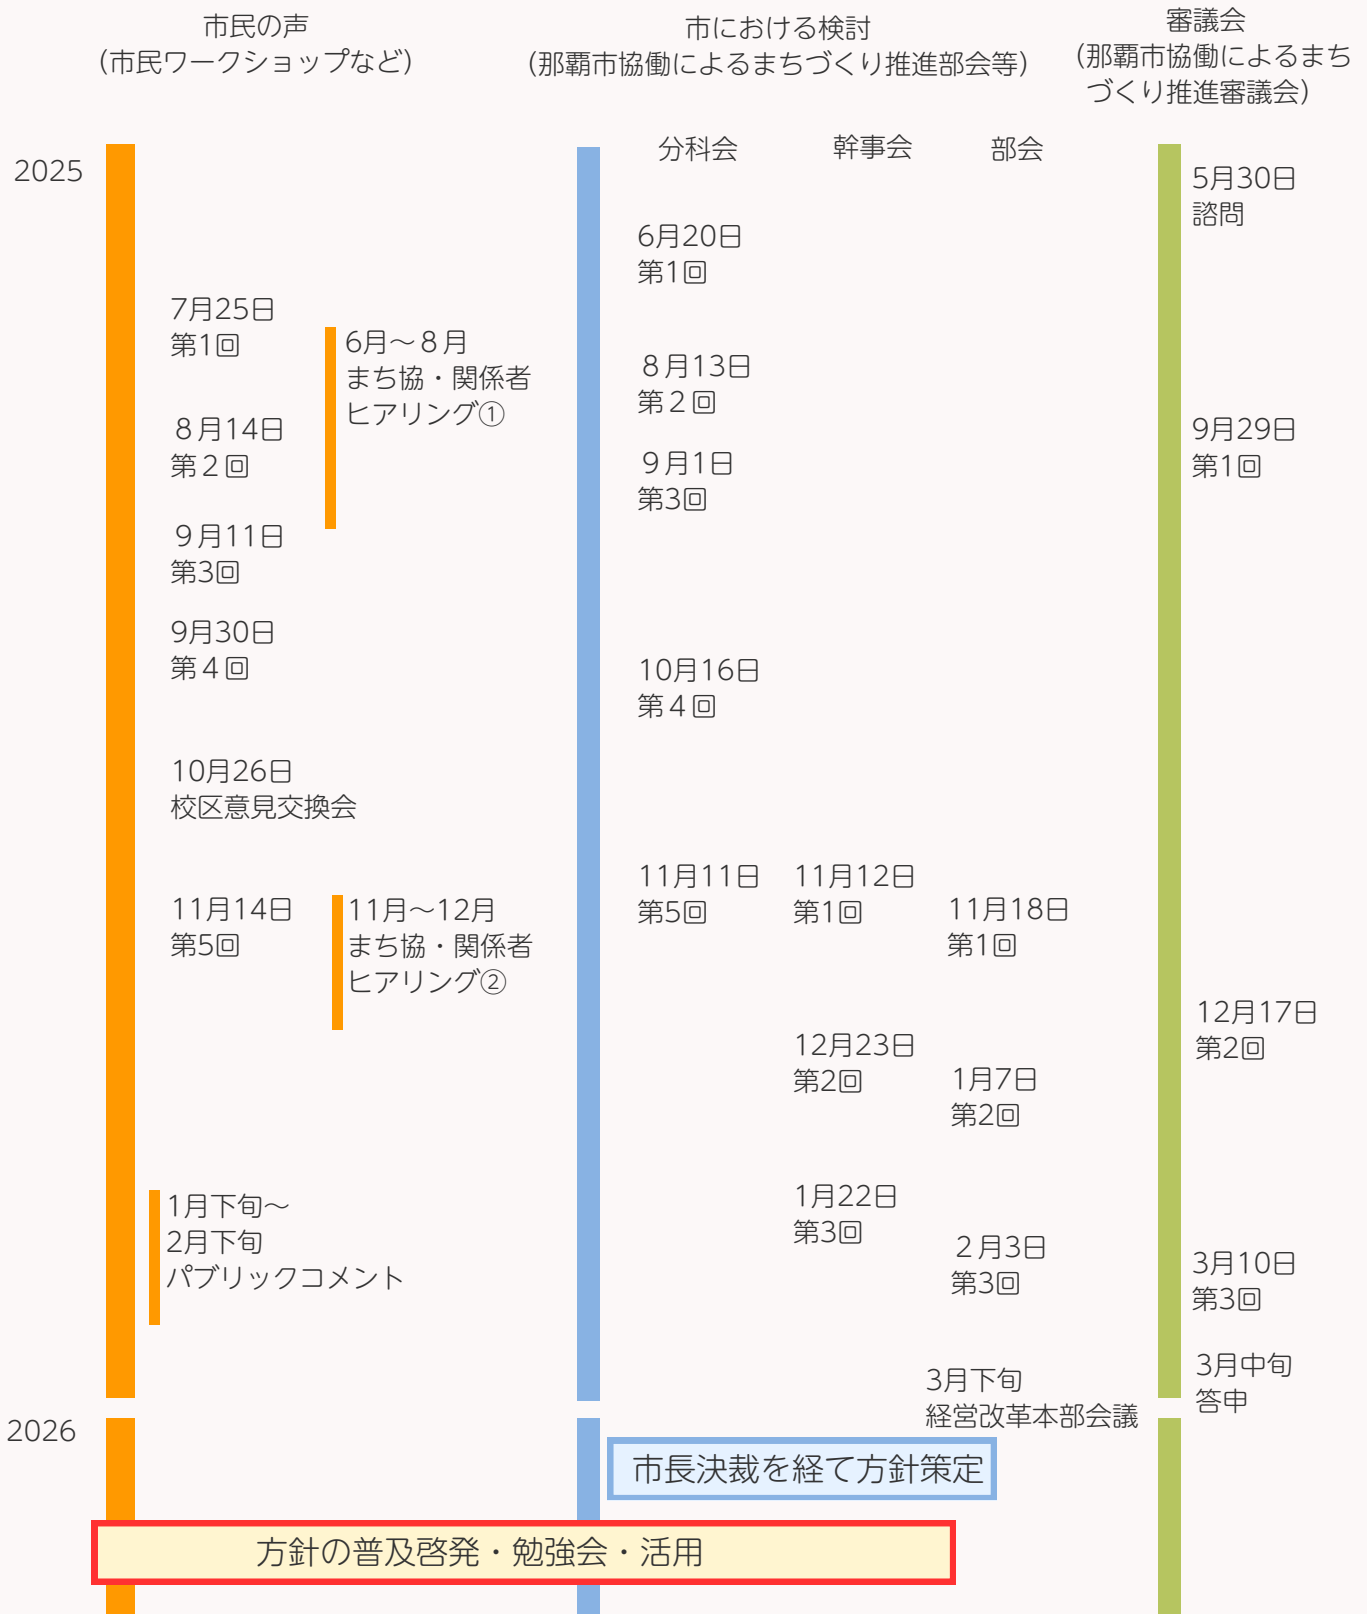 市民の声
（市民ワークショップなど）
市における検討
（那覇市協働によるまちづくり推進部会等）
審議会
（那覇市協働によるまち
づくり推進審議会）
分科会
幹事会
部会
2025
5月30日
諮問
6月20日
第1回
7月25日
第1回
6月～８月
まち協・関係者
ヒアリング①
８月13日
第２回
８月14日
第２回
9月29日
第1回
９月1日
第3回
９月11日
第3回
9月30日
第４回
10月16日
第４回
10月26日
校区意見交換会
11月11日
第5回
11月12日
第1回
11月14日
第5回
11月～12月
まち協・関係者
ヒアリング②
11月18日
第1回
12月17日
第2回
12月23日
第2回
1月7日
第2回
1月下旬～
2月下旬
パブリックコメント
1月22日
第3回
２月3日
第3回
3月10日
第3回
3月中旬
答申
3月下旬
経営改革本部会議
2026
市長決裁を経て方針策定
方針の普及啓発・勉強会・活用